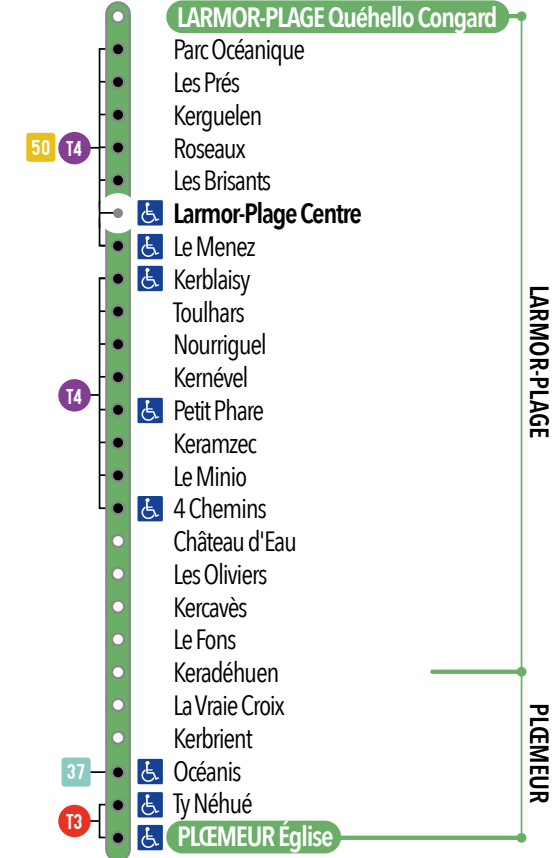 LARMOR-PLAGE Quéhello Congard
Parc Océanique
Les Prés
Kerguelen
50 T4 Roseaux
Les Brisants
Larmor-Plage Centre
Le Menez
Kerblaisy
Toulhars
Nourriguel
Kernével
T4 Petit Phare
Keramzec
Le Minio
4 Chemins
Château d'Eau
Les Oliviers
Kercavès
Le Fons
Keradéhuen
La Vraie Croix
Kerbrient
37 Océanis
Ty Néhué
T3
PLŒMEUR Église
LARMOR-PLAGE
PLŒMEUR